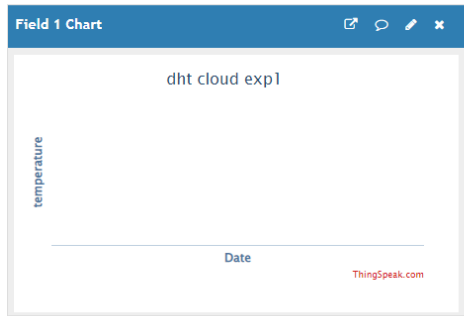 Field 1 Chart
dht cloud exp1
temperature
Date
ThingSpeak.com